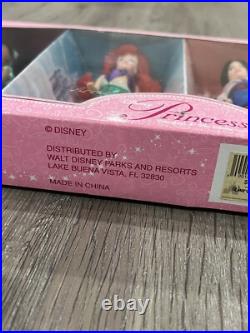 Princess
© DISNEY
DISTRIBUTED BY
WALT DISNEY PARKS AND RESORTS
LAKE BUENA VISTA, FL 32830
MADE IN CHINA